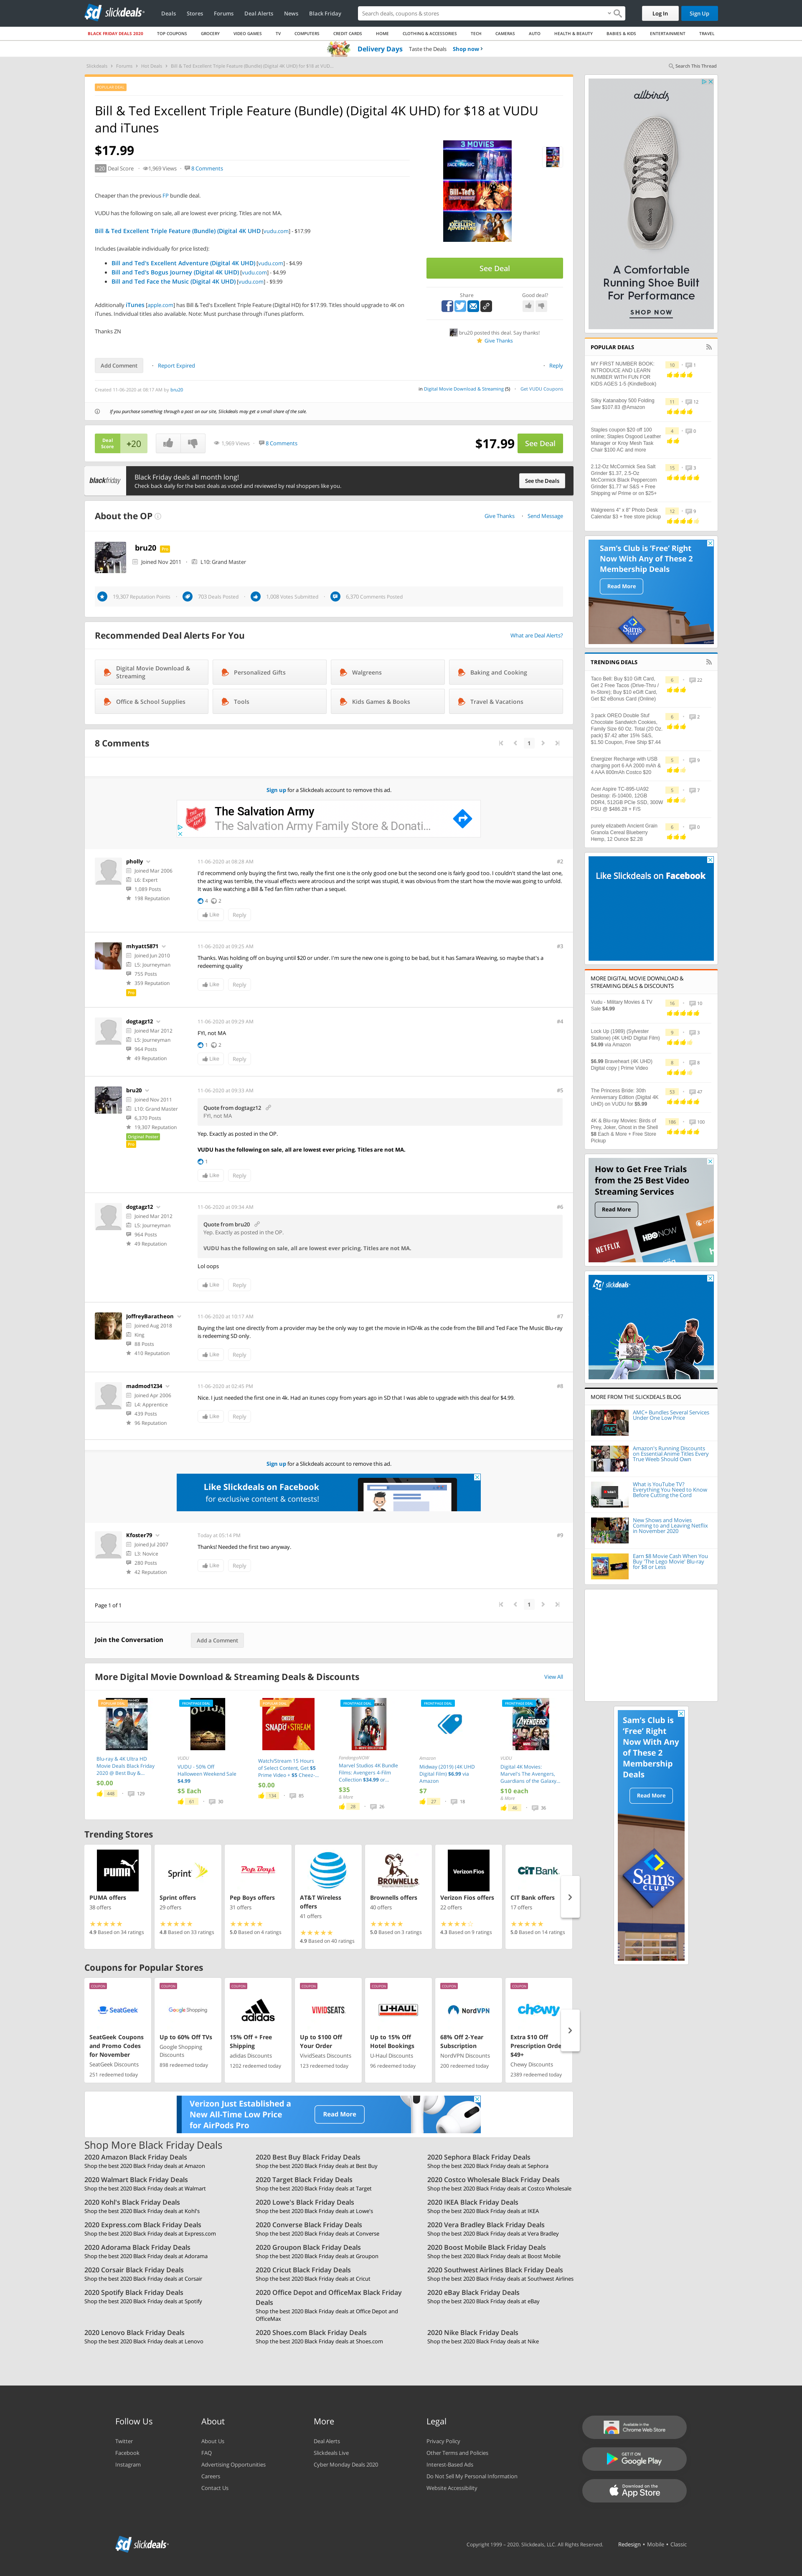 slickdeals
Deals
Stores
Forums
Deal Alerts
News
Black Friday
Search deals, coupons & stores
Log In
Sign Up
BLACK FRIDAY DEALS 2020
TOP COUPONS
GROCERY
VIDEO GAMES
TV
COMPUTERS
CREDIT CARDS
HOME
CLOTHING & ACCESSORIES
TECH
CAMERAS
AUTO
HEALTH & BEAUTY
BABIES & KIDS
ENTERTAINMENT
TRAVEL
Delivery Days Taste the Deals Shop now ›
Slickdeals › Forums › Hot Deals › Bill & Ted Excellent Triple Feature (Bundle) (Digital 4K UHD) for $18 at VUD...
Search This Thread
POPULAR DEAL
Bill & Ted Excellent Triple Feature (Bundle) (Digital 4K UHD) for $18 at VUDU
and iTunes
$17.99
+20 Deal Score
1,969 Views
8 Comments
Cheaper than the previous FP bundle deal.
VUDU has the following on sale, all are lowest ever pricing. Titles are not MA.
Bill & Ted Excellent Triple Feature (Bundle) (Digital 4K UHD [vudu.com] - $17.99
Includes (available individually for price listed):
Bill and Ted's Excellent Adventure (Digital 4K UHD) [vudu.com] - $4.99
Bill and Ted's Bogus Journey (Digital 4K UHD) [vudu.com] - $4.99
Bill and Ted Face the Music (Digital 4K UHD) [vudu.com] - $9.99
Additionally iTunes [apple.com] has Bill & Ted's Excellent Triple Feature (Digital HD) for $17.99. Titles should upgrade to 4K on
iTunes. Individual titles also available. Note: Must purchase through iTunes platform.
Thanks ZN
3 MOVIES
See Deal
Share
Good deal?
bru20 posted this deal. Say thanks!
Give Thanks
Add Comment
Report Expired
Reply
Created 11-06-2020 at 08:17 AM by bru20
in Digital Movie Download & Streaming (5)
Get VUDU Coupons
If you purchase something through a post on our site, Slickdeals may get a small share of the sale.
Deal
Score
+20
1,969 Views
8 Comments
$17.99
See Deal
blackfriday
Black Friday deals all month long!
Check back daily for the best deals as voted and reviewed by real shoppers like you.
See the Deals
About the OP
Give Thanks
Send Message
bru20
Pro
Joined Nov 2011
L10: Grand Master
19,307 Reputation Points
703 Deals Posted
1,008 Votes Submitted
6,370 Comments Posted
Recommended Deal Alerts For You
What are Deal Alerts?
Digital Movie Download &
Streaming
Personalized Gifts
Walgreens
Baking and Cooking
Office & School Supplies
Tools
Kids Games & Books
Travel & Vacations
8 Comments
1
Sign up for a Slickdeals account to remove this ad.
The Salvation Army
The Salvation Army Family Store & Donati...
pholly
Joined Mar 2006
L6: Expert
1,089 Posts
198 Reputation
11-06-2020 at 08:28 AM
#2
I'd recommend only buying the first two, really the first one is the only good one but the second one is fairly good too. I couldn't stand the last one,
the acting was terrible the visual effects were atrocious and the script was stupid, it was obvious from the start how the movie was going to unfold.
It was like watching a Bill & Ted fan film rather than a sequel.
4
2
Like
Reply
mhyatt5871
Joined Jun 2010
L5: Journeyman
755 Posts
359 Reputation
Pro
11-06-2020 at 09:25 AM
#3
Thanks. Was holding off on buying until $20 or under. I'm sure the new one is going to be bad, but it has Samara Weaving, so maybe that's a
redeeming quality
Like
Reply
dogtagz12
Joined Mar 2012
L5: Journeyman
964 Posts
49 Reputation
11-06-2020 at 09:29 AM
#4
FYI, not MA
1
2
Like
Reply
bru20
Joined Nov 2011
L10: Grand Master
6,370 Posts
19,307 Reputation
Original Poster
Pro
11-06-2020 at 09:33 AM
#5
Quote from dogtagz12
FYI, not MA
Yep. Exactly as posted in the OP.
VUDU has the following on sale, all are lowest ever pricing. Titles are not MA.
1
Like
Reply
dogtagz12
Joined Mar 2012
L5: Journeyman
964 Posts
49 Reputation
11-06-2020 at 09:34 AM
#6
Quote from bru20
Yep. Exactly as posted in the OP.
VUDU has the following on sale, all are lowest ever pricing. Titles are not MA.
Lol oops
Like
Reply
JoffreyBaratheon
Joined Aug 2018
King
88 Posts
410 Reputation
11-06-2020 at 10:17 AM
#7
Buying the last one directly from a provider may be the only way to get the movie in HD/4k as the code from the Bill and Ted Face The Music Blu-ray
is redeeming SD only.
Like
Reply
madmod1234
Joined Apr 2006
L4: Apprentice
439 Posts
96 Reputation
11-06-2020 at 02:45 PM
#8
Nice. I just needed the first one in 4k. Had an itunes copy from years ago in SD that I was able to upgrade with this deal for $4.99.
Like
Reply
Sign up for a Slickdeals account to remove this ad.
Like Slickdeals on Facebook
for exclusive content & contests!
Kfoster79
Joined Jul 2007
L3: Novice
280 Posts
42 Reputation
Today at 05:14 PM
#9
Thanks! Needed the first two anyway.
Like
Reply
Page 1 of 1
1
Join the Conversation
Add a Comment
More Digital Movie Download & Streaming Deals & Discounts
View All
1917
Blu-ray & 4K Ultra HD
Movie Deals Black Friday
2020 @ Best Buy &...
$0.00
448
129
FRONTPAGE DEAL
OUIJA
VUDU
VUDU - 50% Off
Halloween Weekend Sale
$4.99
$5 Each
61
39
SNAP'd STREAM
Watch/Stream 15 Hours
of Select Content, Get $5
Prime Video + $5 Cheez-...
$0.00
134
85
FRONTPAGE DEAL
FandangoNOW
Marvel Studios 4K Bundle
Films: Avengers 4-Film
Collection $34.99 or...
$35
& More
28
26
FRONTPAGE DEAL
Amazon
Midway (2019) (4K UHD
Digital Film) $6.99 via
Amazon
$7
27
18
FRONTPAGE DEAL
AVENGERS
VUDU
Digital 4K Movies:
Marvel's The Avengers,
Guardians of the Galaxy...
$10 each
& More
46
36
Trending Stores
PUMA
PUMA offers
38 offers
4.9 Based on 34 ratings
Sprint
Sprint offers
29 offers
4.8 Based on 33 ratings
Pep Boys
Pep Boys offers
31 offers
5.0 Based on 4 ratings
AT&T
AT&T Wireless
offers
41 offers
4.9 Based on 40 ratings
BROWNELLS
Brownells offers
40 offers
5.0 Based on 3 ratings
Verizon Fios
Verizon Fios offers
22 offers
4.3 Based on 9 ratings
CIT Bank
CIT Bank offers
17 offers
5.0 Based on 14 ratings
Coupons for Popular Stores
COUPON
SeatGeek
SeatGeek Coupons
and Promo Codes
for November
SeatGeek Discounts
251 redeemed today
COUPON
Google Shopping
Up to 60% Off TVs
Google Shopping
Discounts
898 redeemed today
COUPON
adidas
15% Off + Free
Shipping
adidas Discounts
1202 redeemed today
COUPON
VIVIDSEATS
Up to $100 Off
Your Order
VividSeats Discounts
123 redeemed today
COUPON
U-HAUL
Up to 15% Off
Hotel Bookings
U-Haul Discounts
96 redeemed today
COUPON
NordVPN
68% Off 2-Year
Subscription
NordVPN Discounts
200 redeemed today
COUPON
chewy
Extra $10 Off
Prescription Orde
$49+
Chewy Discounts
2389 redeemed today
Verizon Just Established a
New All-Time Low Price
for AirPods Pro
Read More
Shop More Black Friday Deals
2020 Amazon Black Friday Deals
Shop the best 2020 Black Friday deals at Amazon
2020 Best Buy Black Friday Deals
Shop the best 2020 Black Friday deals at Best Buy
2020 Sephora Black Friday Deals
Shop the best 2020 Black Friday deals at Sephora
2020 Walmart Black Friday Deals
Shop the best 2020 Black Friday deals at Walmart
2020 Target Black Friday Deals
Shop the best 2020 Black Friday deals at Target
2020 Costco Wholesale Black Friday Deals
Shop the best 2020 Black Friday deals at Costco Wholesale
2020 Kohl's Black Friday Deals
Shop the best 2020 Black Friday deals at Kohl's
2020 Lowe's Black Friday Deals
Shop the best 2020 Black Friday deals at Lowe's
2020 IKEA Black Friday Deals
Shop the best 2020 Black Friday deals at IKEA
2020 Express.com Black Friday Deals
Shop the best 2020 Black Friday deals at Express.com
2020 Converse Black Friday Deals
Shop the best 2020 Black Friday deals at Converse
2020 Vera Bradley Black Friday Deals
Shop the best 2020 Black Friday deals at Vera Bradley
2020 Adorama Black Friday Deals
Shop the best 2020 Black Friday deals at Adorama
2020 Groupon Black Friday Deals
Shop the best 2020 Black Friday deals at Groupon
2020 Boost Mobile Black Friday Deals
Shop the best 2020 Black Friday deals at Boost Mobile
2020 Corsair Black Friday Deals
Shop the best 2020 Black Friday deals at Corsair
2020 Cricut Black Friday Deals
Shop the best 2020 Black Friday deals at Cricut
2020 Southwest Airlines Black Friday Deals
Shop the best 2020 Black Friday deals at Southwest Airlines
2020 Spotify Black Friday Deals
Shop the best 2020 Black Friday deals at Spotify
2020 Office Depot and OfficeMax Black Friday
Deals
Shop the best 2020 Black Friday deals at Office Depot and
OfficeMax
2020 eBay Black Friday Deals
Shop the best 2020 Black Friday deals at eBay
2020 Lenovo Black Friday Deals
Shop the best 2020 Black Friday deals at Lenovo
2020 Shoes.com Black Friday Deals
Shop the best 2020 Black Friday deals at Shoes.com
2020 Nike Black Friday Deals
Shop the best 2020 Black Friday deals at Nike
allbirds
A Comfortable
Running Shoe Built
For Performance
SHOP NOW
POPULAR DEALS
MY FIRST NUMBER BOOK:
INTRODUCE AND LEARN
NUMBER WITH FUN FOR
KIDS AGES 1-5 (KindleBook)
10
1
Silky Katanaboy 500 Folding
Saw $107.83 @Amazon
11
12
Staples coupon $20 off $100
online: Staples Osgood Leather
Manager or Kroy Mesh Task
Chair $100 AC and more
4
0
2.12-Oz McCormick Sea Salt
Grinder $1.37, 2.5-Oz
McCormick Black Peppercorn
Grinder $1.77 w/ S&S + Free
Shipping w/ Prime or on $25+
15
3
Walgreens 4" x 8" Photo Desk
Calendar $3 + free store pickup
12
9
Sam's Club is 'Free' Right
Now With Any of These 2
Membership Deals
Read More
Sam's
TRENDING DEALS
Taco Bell: Buy $10 Gift Card,
Get 2 Free Tacos (Drive-Thru /
In-Store), Buy $10 eGift Card,
Get $2 eBonus Card (Online)
6
22
3 pack OREO Double Stuf
Chocolate Sandwich Cookies,
Family Size 60 Oz. Total (20 Oz.
pack) $7.42 after 15% S&S,
$1.50 Coupon, Free Ship $7.44
6
2
Energizer Recharge with USB
charging port 6 AA 2000 mAh &
4 AAA 800mAh Costco $20
5
9
Acer Aspire TC-895-UA92
Desktop: i5-10400, 12GB
DDR4, 512GB PCIe SSD, 300W
PSU @ $486.28 + F/S
5
7
purely elizabeth Ancient Grain
Granola Cereal Blueberry
Hemp, 12 Ounce $2.28
6
0
Like Slickdeals on Facebook
MORE DIGITAL MOVIE DOWNLOAD &
STREAMING DEALS & DISCOUNTS
Vudu - Military Movies & TV
Sale $4.99
16
10
Lock Up (1989) (Sylvester
Stallone) (4K UHD Digital Film)
$4.99 via Amazon
9
3
$6.99 Braveheart (4K UHD)
Digital copy | Prime Video
8
8
The Princess Bride: 30th
Anniversary Edition (Digital 4K
UHD) on VUDU for $5.99
53
47
4K & Blu-ray Movies: Birds of
Prey, Joker, Ghost in the Shell
$8 Each & More + Free Store
Pickup
186
100
How to Get Free Trials
from the 25 Best Video
Streaming Services
Read More
NETFLIX
HBO NOW
slickdeals
MORE FROM THE SLICKDEALS BLOG
AMC+ Bundles Several Services
Under One Low Price
Amazon's Running Discounts
on Essential Anime Titles Every
True Weeb Should Own
What is YouTube TV?
Everything You Need to Know
Before Cutting the Cord
New Shows and Movies
Coming to and Leaving Netflix
in November 2020
Earn $8 Movie Cash When You
Buy 'The Lego Movie' Blu-ray
for $8 or Less
Sam's Club is
'Free' Right
Now With Any
of These 2
Membership
Deals
Read More
Sam's
CLUB
Follow Us
Twitter
Facebook
Instagram
About
About Us
FAQ
Advertising Opportunities
Careers
Contact Us
More
Deal Alerts
Slickdeals Live
Cyber Monday Deals 2020
Legal
Privacy Policy
Other Terms and Policies
Interest-Based Ads
Do Not Sell My Personal Information
Website Accessibility
Available in the
Chrome Web Store
GET IT ON
Google Play
Download on the
App Store
slickdeals
Copyright 1999 - 2020. Slickdeals, LLC. All Rights Reserved.
Redesign • Mobile • Classic